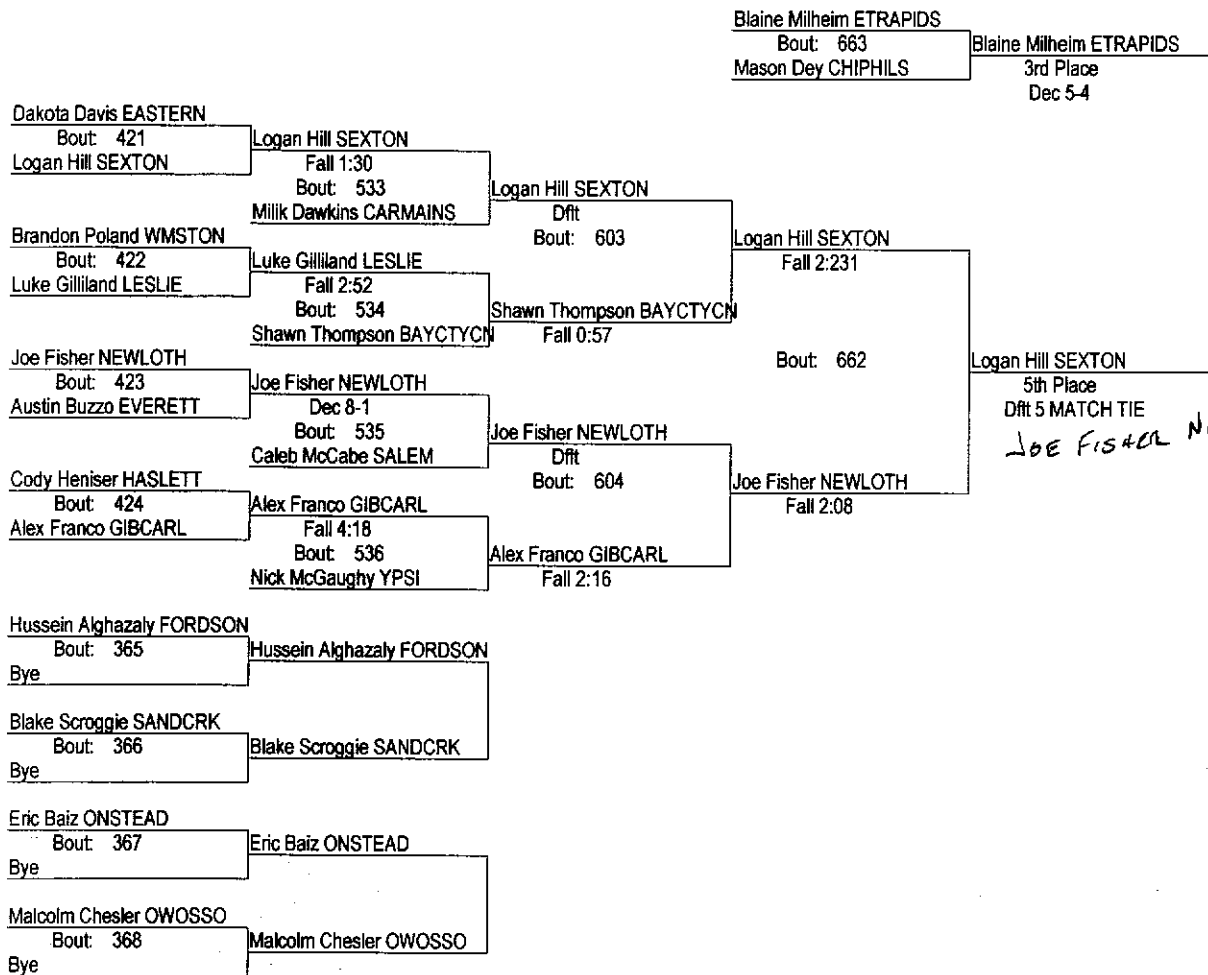 Blaine Milheim ETRAPIDS
Bout: 663
Mason Dey CHIPHILS
Blaine Milheim ETRAPIDS
3rd Place
Dec 5-4
Dakota Davis EASTERN
Bout: 421
Logan Hill SEXTON
Logan Hill SEXTON
Fall 1:30
Bout: 533
Milik Dawkins CARMAINS
Logan Hill SEXTON
Dflt
Bout: 603
Brandon Poland WMSTON
Bout: 422
Luke Gilliland LESLIE
Luke Gilliland LESLIE
Fall 2:52
Bout: 534
Shawn Thompson BAYCTYCN
Shawn Thompson BAYCTYCN
Fall 0:57
Logan Hill SEXTON
Fall 2:231
Bout: 662
Logan Hill SEXTON
5th Place
Dflt 5 MATCH TIE
JOE FISHER
Joe Fisher NEWLOTH
Bout: 423
Austin Buzzo EVERETT
Joe Fisher NEWLOTH
Dec 8-1
Bout: 535
Caleb McCabe SALEM
Joe Fisher NEWLOTH
Dflt
Bout: 604
Cody Heniser HASLETT
Bout: 424
Alex Franco GIBCARL
Alex Franco GIBCARL
Fall 4:18
Bout: 536
Nick McGaughy YPSI
Alex Franco GIBCARL
Fall 2:16
Joe Fisher NEWLOTH
Fall 2:08
Hussein Alghazaly FORDSON
Bout: 365
Bye
Hussein Alghazaly FORDSON
Blake Scroggie SANDCRK
Bout: 366
Bye
Blake Scroggie SANDCRK
Eric Baiz ONSTEAD
Bout: 367
Bye
Eric Baiz ONSTEAD
Malcolm Chesler OWOSSO
Bout: 368
Bye
Malcolm Chesler OWOSSO